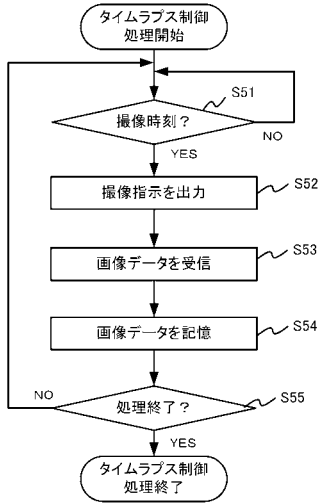 タイムラプス制御
処理開始
S51
撮像時刻？
NO
YES
撮像指示を出力
S52
画像データを受信
S53
画像データを記憶
S54
NO
処理終了？
S55
YES
タイムラプス制御
処理終了